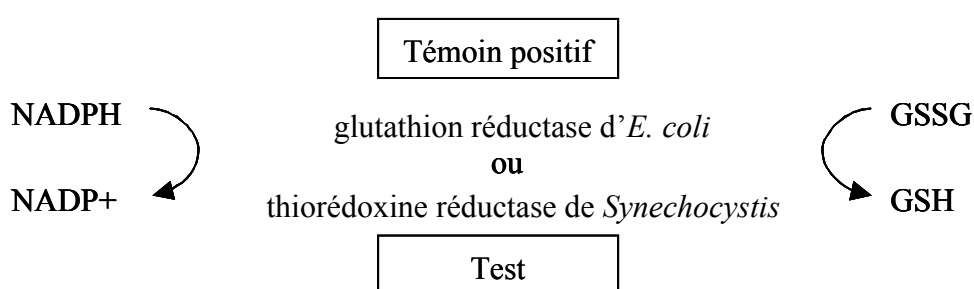 Témoin positif
NADPH glutathion réductase d'E. coli GSSG
ou
NADP+ thiorédoxine réductase de Synechocystis GSH
Test